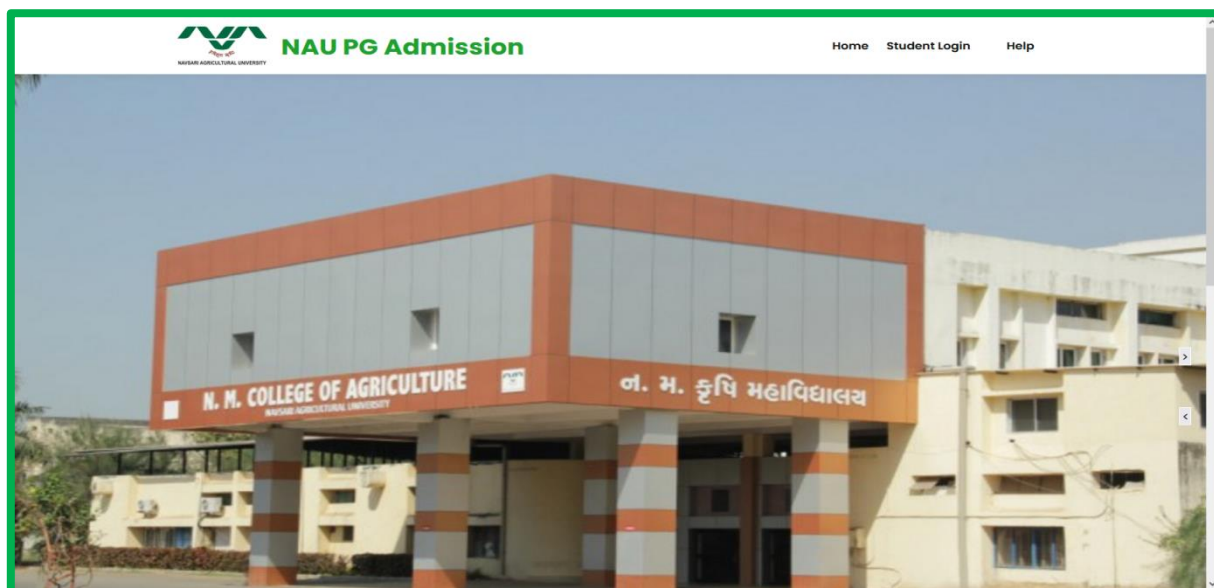 NAVSARI AGRICULTURAL UNIVERSITY
NAU PG Admission
Home Student Login Help
N. M. COLLEGE OF AGRICULTURE
NAVSARI AGRICULTURAL UNIVERSITY
ન. મ. કૃષિ મહાવિદ્યાલય
>
<